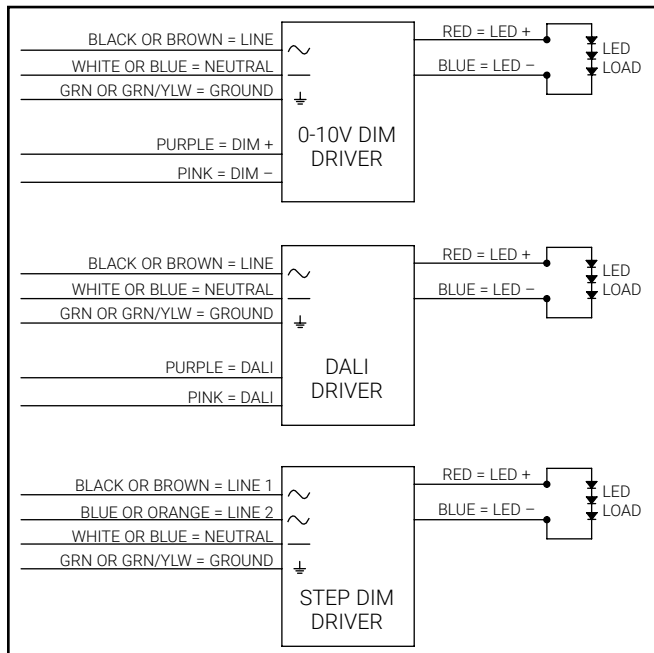 BLACK OR BROWN = LINE
WHITE OR BLUE = NEUTRAL
GRN OR GRN/YLW = GROUND
PURPLE = DIM +
PINK = DIM −
0-10V DIM
DRIVER
RED = LED +
BLUE = LED −
LED
LOAD
BLACK OR BROWN = LINE
WHITE OR BLUE = NEUTRAL
GRN OR GRN/YLW = GROUND
PURPLE = DALI
PINK = DALI
DALI
DRIVER
RED = LED +
BLUE = LED −
LED
LOAD
BLACK OR BROWN = LINE 1
BLUE OR ORANGE = LINE 2
WHITE OR BLUE = NEUTRAL
GRN OR GRN/YLW = GROUND
STEP DIM
DRIVER
RED = LED +
BLUE = LED −
LED
LOAD